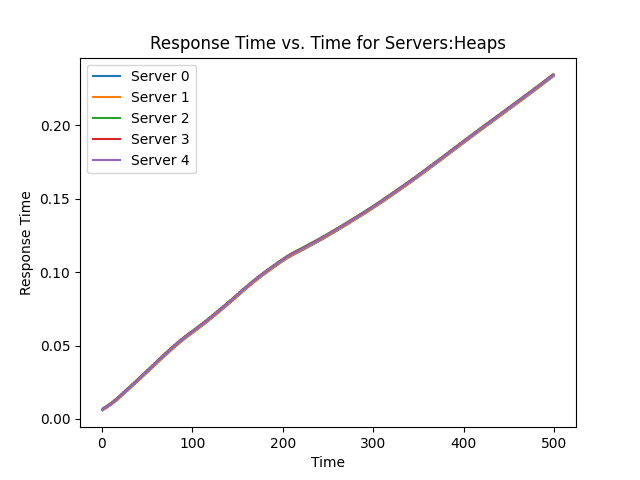 Response Time vs. Time for Servers:Heaps
Server 0
Server 1
Server 2
Server 3
Server 4
Response Time
0.20
0.15
0.10
0.05
0.00
0 100 200 300 400 500
Time